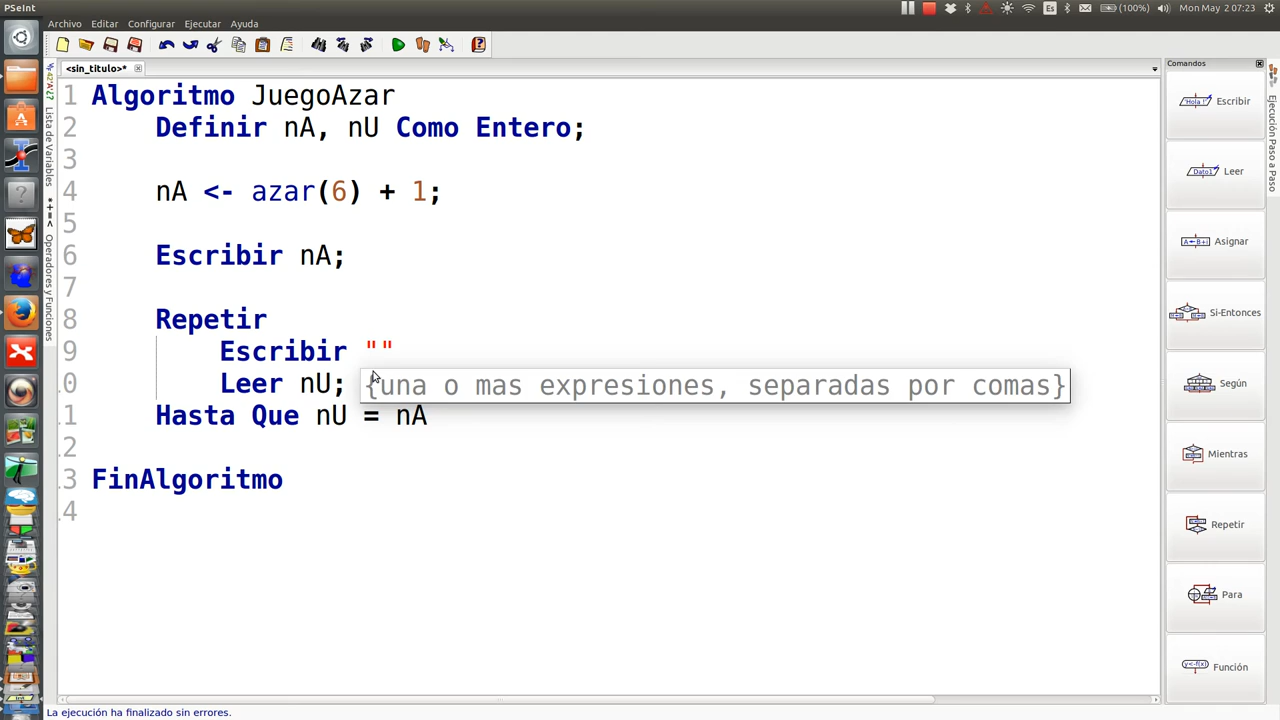 PSeInt
Es
(100%)
Mon May 2 07:23
Archivo Editar Configurar Ejecutar Ayuda
<sin_titulo>*
Comandos
1 Algoritmo JuegoAzar
2 Definir nA, nU Como Entero;
3
4 nA <- azar(6) + 1;
5
6 Escribir nA;
7
8 Repetir
9 Escribir ""
0 Leer nU; {una o mas expresiones, separadas por comas}
1 Hasta Que nU = nA
2
3 FinAlgoritmo
4
Lista de Variables
*+=< Operadores y Funciones
Escribir
Leer
Asignar
Si-Entonces
Según
Mientras
Repetir
Para
Función
Ejecución Paso a Paso
La ejecución ha finalizado sin errores.